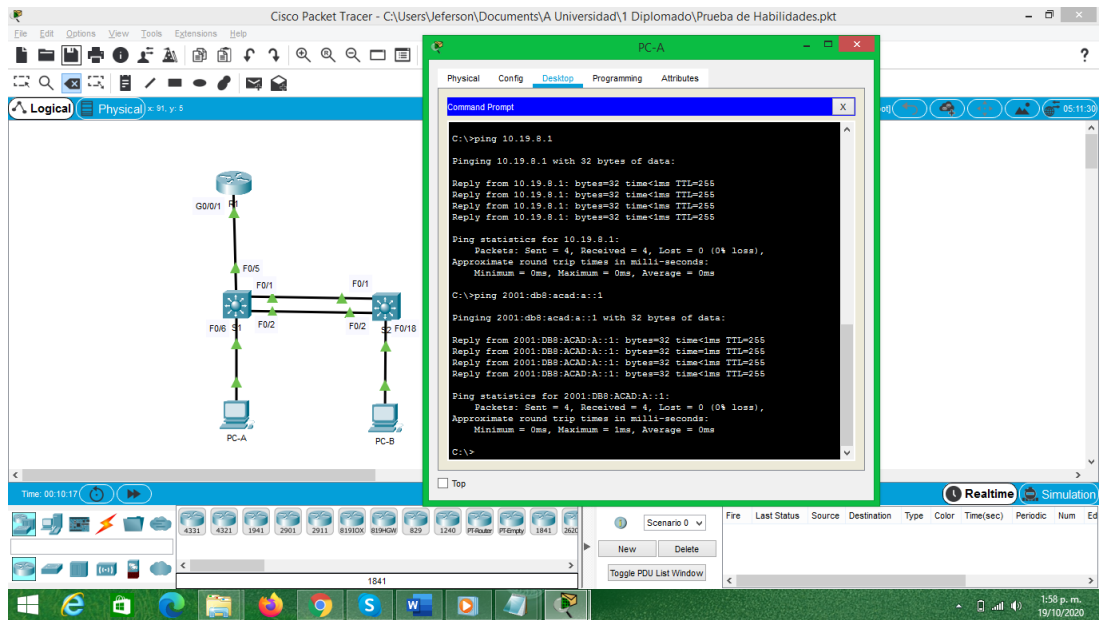 Cisco Packet Tracer - C:\Users\Jeferson\Documents\A Universidad\1 Diplomado\Prueba de Habilidades.pkt
File Edit Options View Tools Extensions Help
?
Logical Physical x: 91, y: 5
05:11:30
PC-A
Physical Config Desktop Programming Attributes
Command Prompt X
C:\>ping 10.19.8.1
Pinging 10.19.8.1 with 32 bytes of data:
Reply from 10.19.8.1: bytes=32 time<1ms TTL=255
Reply from 10.19.8.1: bytes=32 time<1ms TTL=255
Reply from 10.19.8.1: bytes=32 time<1ms TTL=255
Reply from 10.19.8.1: bytes=32 time<1ms TTL=255
Ping statistics for 10.19.8.1:
Packets: Sent = 4, Received = 4, Lost = 0 (0% loss),
Approximate round trip times in milli-seconds:
Minimum = 0ms, Maximum = 0ms, Average = 0ms
C:\>ping 2001:db8:acad:a::1
Pinging 2001:db8:acad:a::1 with 32 bytes of data:
Reply from 2001:DB8:ACAD:A::1: bytes=32 time<1ms TTL=255
Reply from 2001:DB8:ACAD:A::1: bytes=32 time=1ms TTL=255
Reply from 2001:DB8:ACAD:A::1: bytes=32 time<1ms TTL=255
Reply from 2001:DB8:ACAD:A::1: bytes=32 time<1ms TTL=255
Ping statistics for 2001:DB8:ACAD:A::1:
Packets: Sent = 4, Received = 4, Lost = 0 (0% loss),
Approximate round trip times in milli-seconds:
Minimum = 0ms, Maximum = 1ms, Average = 0ms
C:\>
Top
G0/0/1 R1
F0/5
F0/1 F0/1
F0/6 S1 F0/2 F0/2 S2 F0/18
PC-A PC-B
Time: 00:10:17
Realtime Simulation
4331 4321 1941 2901 2911 819IOX 819HGW 829 1240 PT-Router PT-Empty 1841 2620
1841
Scenario 0
New Delete
Toggle PDU List Window
Fire Last Status Source Destination Type Color Time(sec) Periodic Num Ed
1:58 p. m.
19/10/2020